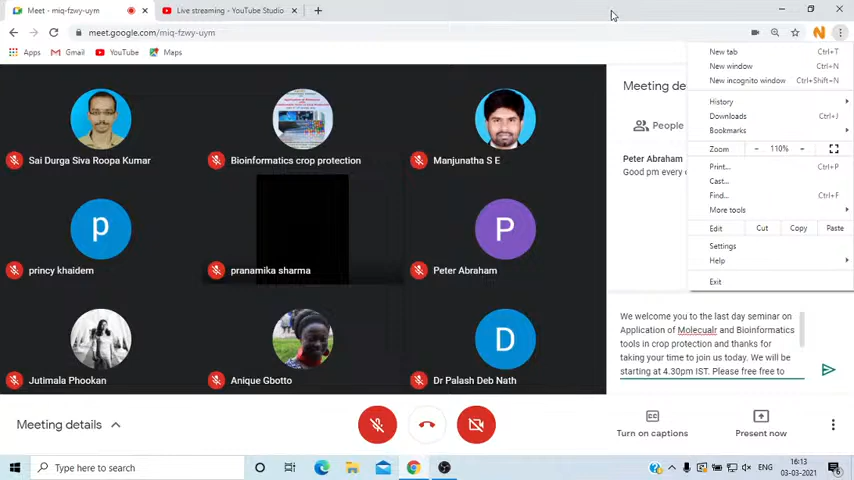 Meet - miq-fzwy-uym
Live streaming - YouTube Studio
meet.google.com/miq-fzwy-uym
Apps
Gmail
YouTube
Maps
New tab Ctrl+T
New window Ctrl+N
New incognito window Ctrl+Shift+N
History
Downloads Ctrl+J
Bookmarks
Zoom - 110% +
Print... Ctrl+P
Cast...
Find... Ctrl+F
More tools
Edit Cut Copy Paste
Settings
Help
Exit
Meeting de
People
Peter Abraham
Good pm every
Sai Durga Siva Roopa Kumar
Bioinformatics crop protection
Manjunatha S E
p
princy khaidem
pranamika sharma
P
Peter Abraham
Jutimala Phookan
Anique Gbotto
D
Dr Palash Deb Nath
We welcome you to the last day seminar on
Application of Molecualr and Bioinformatics
tools in crop protection and thanks for
taking your time to join us today. We will be
starting at 4.30pm IST. Please free free to
Meeting details
Turn on captions
Present now
Type here to search
ENG
16:13
03-03-2021